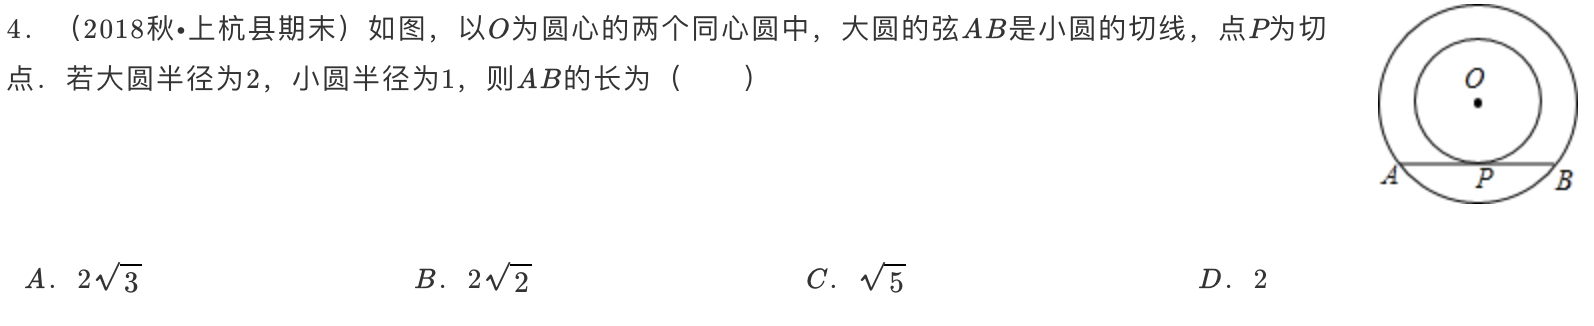 4. （2018秋•上杭县期末）如图，以O为圆心的两个同心圆中，大圆的弦AB是小圆的切线，点P为切
点．若大圆半径为2，小圆半径为1，则AB的长为（　　）
O
A P B
A. 2√3 B. 2√2 C. √5 D. 2